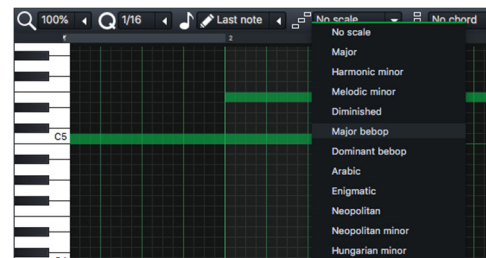 100% 1/16 Last note No scale No chord
2
No scale
Major
Harmonic minor
Melodic minor
Diminished
Major bebop
C5
Dominant bebop
Arabic
Enigmatic
Neopolitan
Neopolitan minor
Hungarian minor